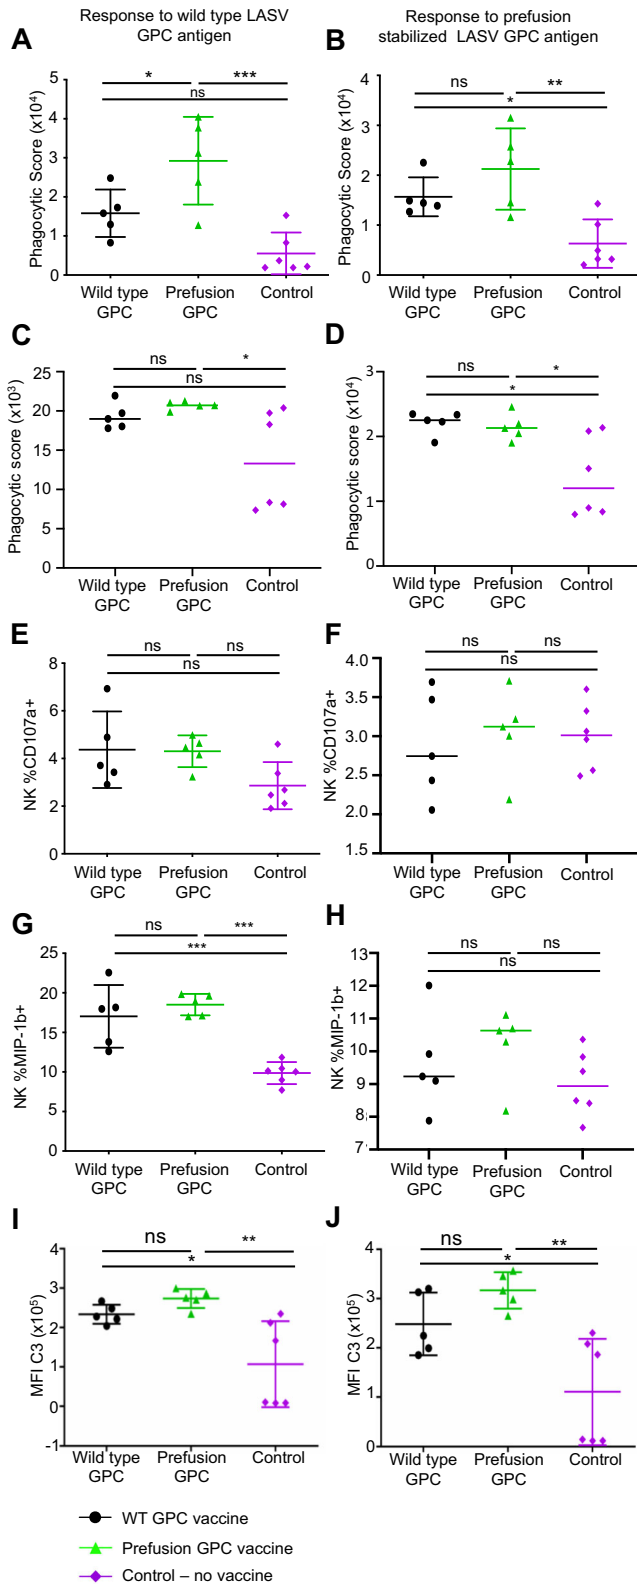 Response to wild type LASV
GPC antigen
Response to prefusion
stabilized LASV GPC antigen
A
Phagocytic Score (x10⁴)
5
4
3
2
1
0
* ***
ns
Wild type
GPC
Prefusion
GPC
Control
B
Phagocytic Score (x10⁴)
4
3
2
1
0
ns **
*
Wild type
GPC
Prefusion
GPC
Control
C
Phagocytic score (x10³)
25
20
15
10
5
0
ns *
ns
Wild type
GPC
Prefusion
GPC
Control
D
Phagocytic score (x10⁴)
3
2
1
0
ns *
*
Wild type
GPC
Prefusion
GPC
Control
E
NK %CD107a+
8
6
4
2
0
ns ns
ns
Wild type
GPC
Prefusion
GPC
Control
F
NK %CD107a+
4.0
3.5
3.0
2.5
2.0
1.5
ns ns
ns
Wild type
GPC
Prefusion
GPC
Control
G
NK %MIP-1b+
25
20
15
10
5
0
ns ***
***
Wild type
GPC
Prefusion
GPC
Control
H
NK %MIP-1b+
13
12
11
10
9
8
7
ns ns
ns
Wild type
GPC
Prefusion
GPC
Control
I
MFI C3 (x10⁵)
4
3
2
1
0
-1
ns **
*
Wild type
GPC
Prefusion
GPC
Control
J
MFI C3 (x10⁵)
4
3
2
1
0
ns **
*
Wild type
GPC
Prefusion
GPC
Control
WT GPC vaccine
Prefusion GPC vaccine
Control – no vaccine